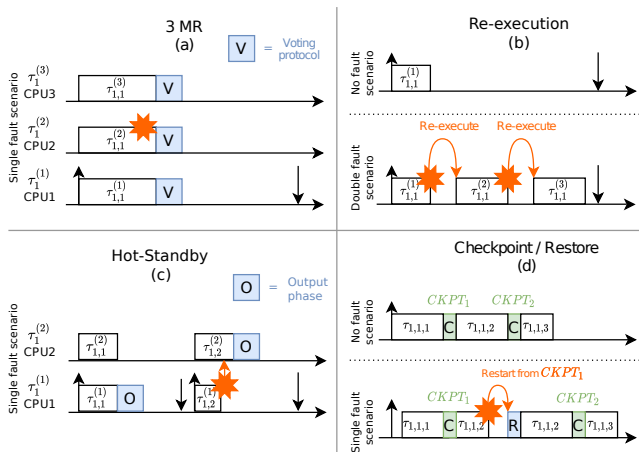 3 MR
(a)
V = Voting protocol
Single fault scenario
τ₁⁽³⁾
CPU3
τ₁,₁⁽³⁾ V
τ₁⁽²⁾
CPU2
τ₁,₁⁽²⁾ V
τ₁⁽¹⁾
CPU1
τ₁,₁⁽¹⁾ V
Re-execution
(b)
No fault
scenario
τ₁,₁⁽¹⁾
Re-execute Re-execute
Double fault
scenario
τ₁,₁⁽¹⁾ τ₁,₁⁽²⁾ τ₁,₁⁽³⁾
Hot-Standby
(c)
O = Output
phase
Single fault scenario
τ₁⁽²⁾
CPU2
τ₁,₁⁽²⁾ τ₁,₂⁽²⁾ O
τ₁⁽¹⁾
CPU1
τ₁,₁⁽¹⁾ O τ₁,₂⁽¹⁾
Checkpoint / Restore
(d)
CKPT₁ CKPT₂
No fault
scenario
τ₁,₁,₁ C τ₁,₁,₂ C τ₁,₁,₃
Restart from CKPT₁
CKPT₁ CKPT₂
Single fault
scenario
τ₁,₁,₁ C τ₁,₁,₂ R τ₁,₁,₂ C τ₁,₁,₃